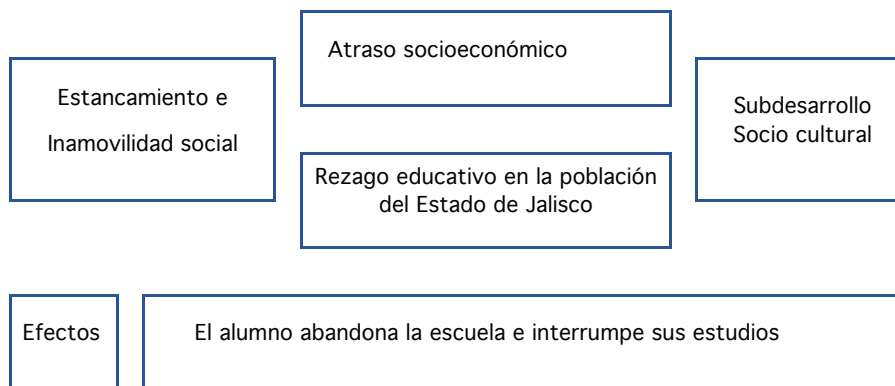 Atraso socioeconómico
Estancamiento e
Inamovilidad social
Subdesarrollo
Socio cultural
Rezago educativo en la población
del Estado de Jalisco
Efectos
El alumno abandona la escuela e interrumpe sus estudios